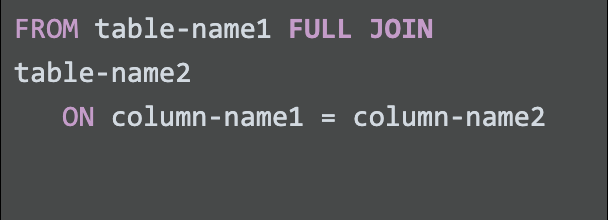 FROM table-name1 FULL JOIN
table-name2
ON column-name1 = column-name2